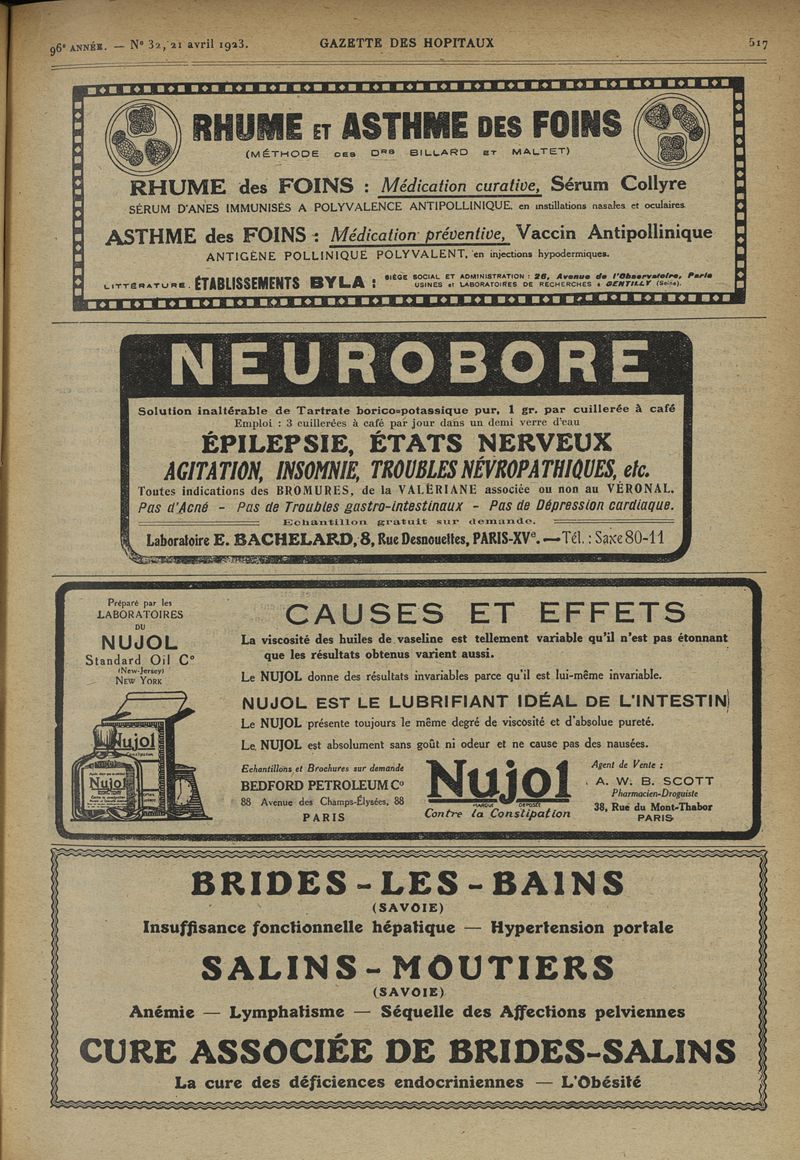 96e ANNÉE. — N° 32, 21 avril 1923.
GAZETTE DES HOPITAUX
517
RHUME ET ASTHME DES FOINS
(MÉTHODE DES DRS BILLARD ET MALTET)
RHUME des FOINS : Médication curative, Sérum Collyre
SÉRUM D'ANES IMMUNISÉS A POLYVALENCE ANTIPOLLINIQUE, en instillations nasales et oculaires.
ASTHME des FOINS : Médication préventive, Vaccin Antipollinique
ANTIGÈNE POLLINIQUE POLYVALENT, en injections hypodermiques.
LITTÉRATURE. ÉTABLISSEMENTS BYLA :
SIÈGE SOCIAL ET ADMINISTRATION : 26, Avenue de l'Observatoire, Paris
USINES et LABORATOIRES DE RECHERCHES à GENTILLY (Seine).
NEUROBORE
Solution inaltérable de Tartrate borico-potassique pur, 1 gr. par cuillerée à café
Emploi : 3 cuillerées à café par jour dans un demi verre d'eau
ÉPILEPSIE, ÉTATS NERVEUX
AGITATION, INSOMNIE, TROUBLES NÉVROPATHIQUES, etc.
Toutes indications des BROMURES, de la VALÉRIANE associée ou non au VÉRONAL.
Pas d'Acné - Pas de Troubles gastro-intestinaux - Pas de Dépression cardiaque.
Echantillon gratuit sur demande.
Laboratoire E. BACHELARD, 8, Rue Desnouettes, PARIS-XVe. — Tél. : Saxe 80-11
Préparé par les
LABORATOIRES
DU
NUJOL
Standard Oil Co
(New-Jersey)
NEW YORK
Nujol
Nujol
CAUSES ET EFFETS
La viscosité des huiles de vaseline est tellement variable qu'il n'est pas étonnant
que les résultats obtenus varient aussi.
Le NUJOL donne des résultats invariables parce qu'il est lui-même invariable.
NUJOL EST LE LUBRIFIANT IDÉAL DE L'INTESTIN
Le NUJOL présente toujours le même degré de viscosité et d'absolue pureté.
Le NUJOL est absolument sans goût ni odeur et ne cause pas des nausées.
Echantillons et Brochures sur demande
BEDFORD PETROLEUM Co
88 Avenue des Champs-Élysées, 88
PARIS
Nujol
MARQUE DÉPOSÉE
Contre la Constipation
Agent de Vente :
A. W. B. SCOTT
Pharmacien-Droguiste
38, Rue du Mont-Thabor
PARIS
BRIDES-LES-BAINS
(SAVOIE)
Insuffisance fonctionnelle hépatique — Hypertension portale
SALINS-MOUTIERS
(SAVOIE)
Anémie — Lymphatisme — Séquelle des Affections pelviennes
CURE ASSOCIÉE DE BRIDES-SALINS
La cure des déficiences endocriniennes — L'Obésité